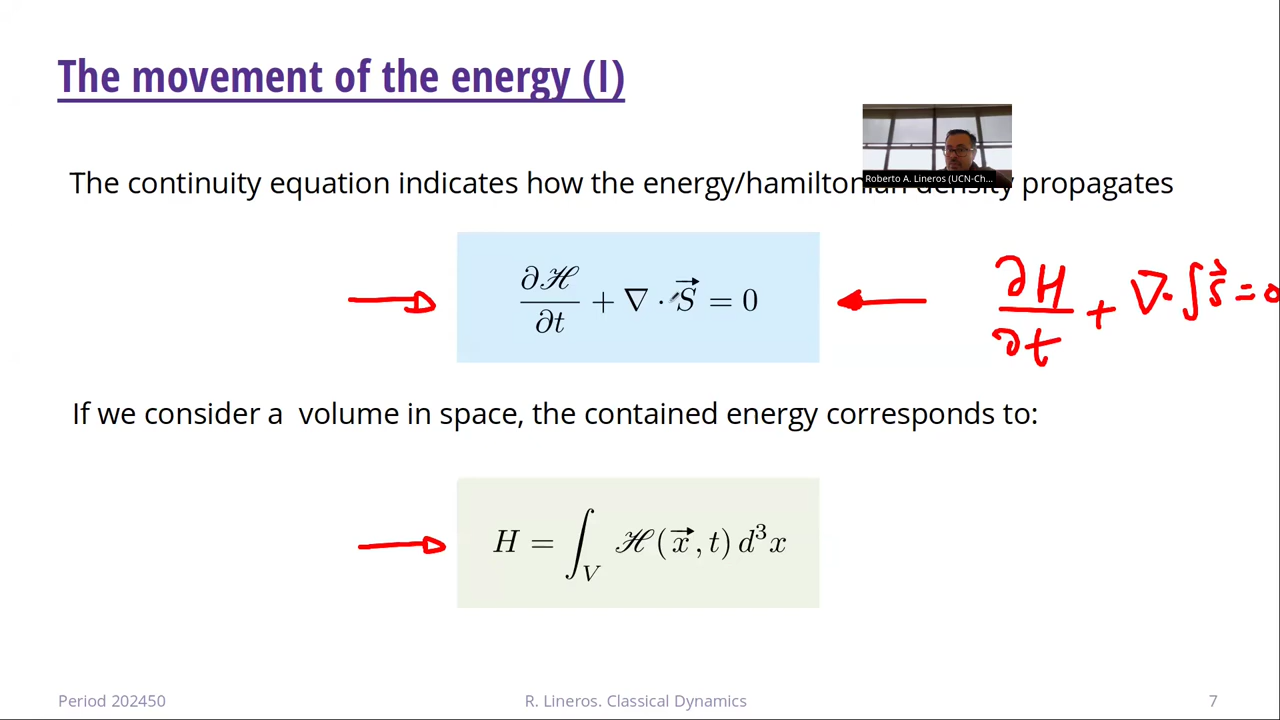 The movement of the energy (I)
Roberto A. Lineros (UCN-Ch...
The continuity equation indicates how the energy/hamiltonian density propagates
∂ℋ/∂t + ∇ · S⃗ = 0
∂H/∂t + ∇· ∫ S⃗ = 0
If we consider a volume in space, the contained energy corresponds to:
H = ∫_V ℋ(x⃗, t) d³x
Period 202450
R. Lineros. Classical Dynamics
7